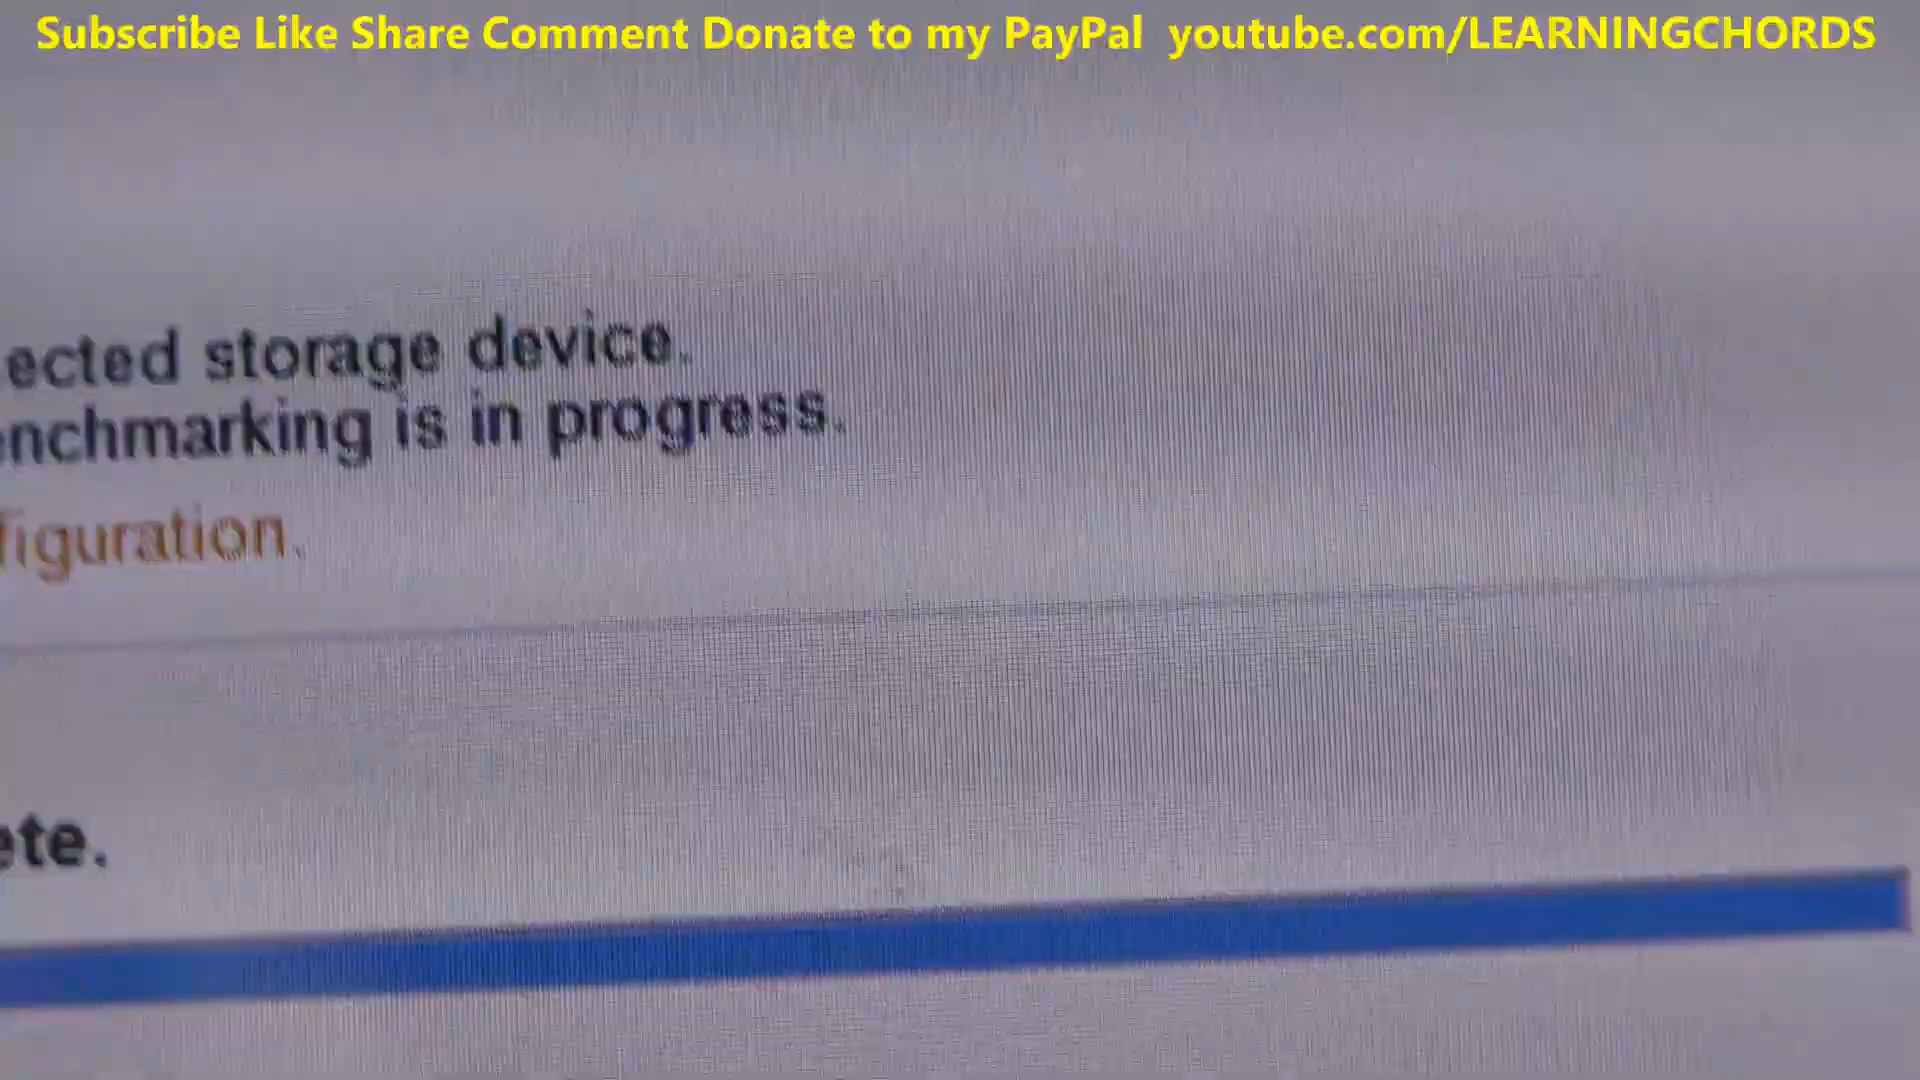 Subscribe Like Share Comment Donate to my PayPal youtube.com/LEARNINGCHORDS
ected storage device.
enchmarking is in progress.
figuration.
ete.